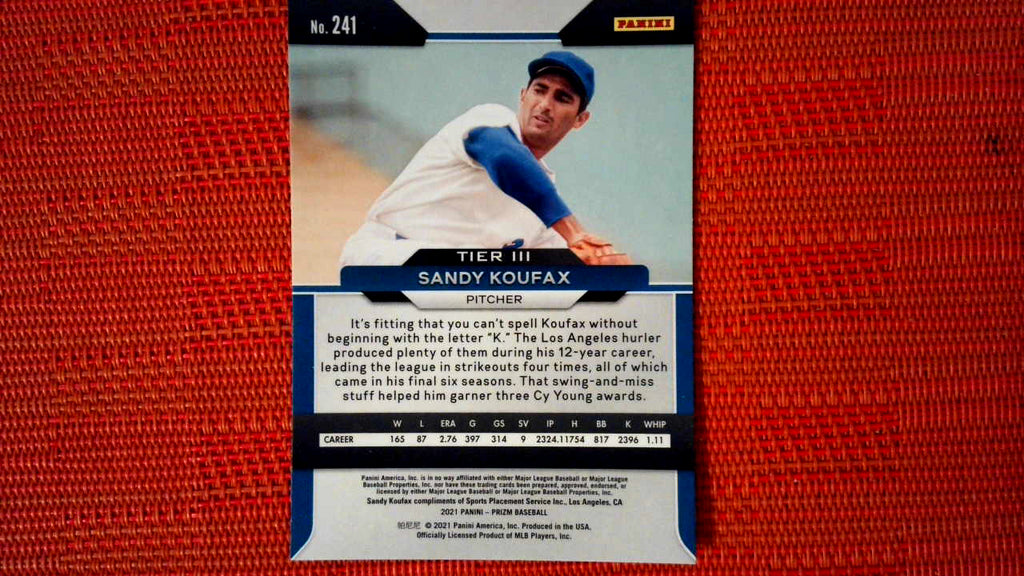 No. 241
PANINI
TIER III
SANDY KOUFAX
PITCHER
It's fitting that you can't spell Koufax without
beginning with the letter "K." The Los Angeles hurler
produced plenty of them during his 12-year career,
leading the league in strikeouts four times, all of which
came in his final six seasons. That swing-and-miss
stuff helped him garner three Cy Young awards.
W L ERA G GS SV IP H BB K WHIP
CAREER 165 87 2.76 397 314 9 2324.1 1754 817 2396 1.11
Panini America, Inc. is in no way affiliated with either Major League Baseball or Major League
Baseball Properties, Inc. nor have these trading cards been prepared, approved, endorsed, or
licensed by either Major League Baseball or Major League Baseball Properties, Inc.
Sandy Koufax compliments of Sports Placement Service Inc., Los Angeles, CA
2021 PANINI – PRIZM BASEBALL
帕尼尼 © 2021 Panini America, Inc. Produced in the USA.
Officially Licensed Product of MLB Players, Inc.